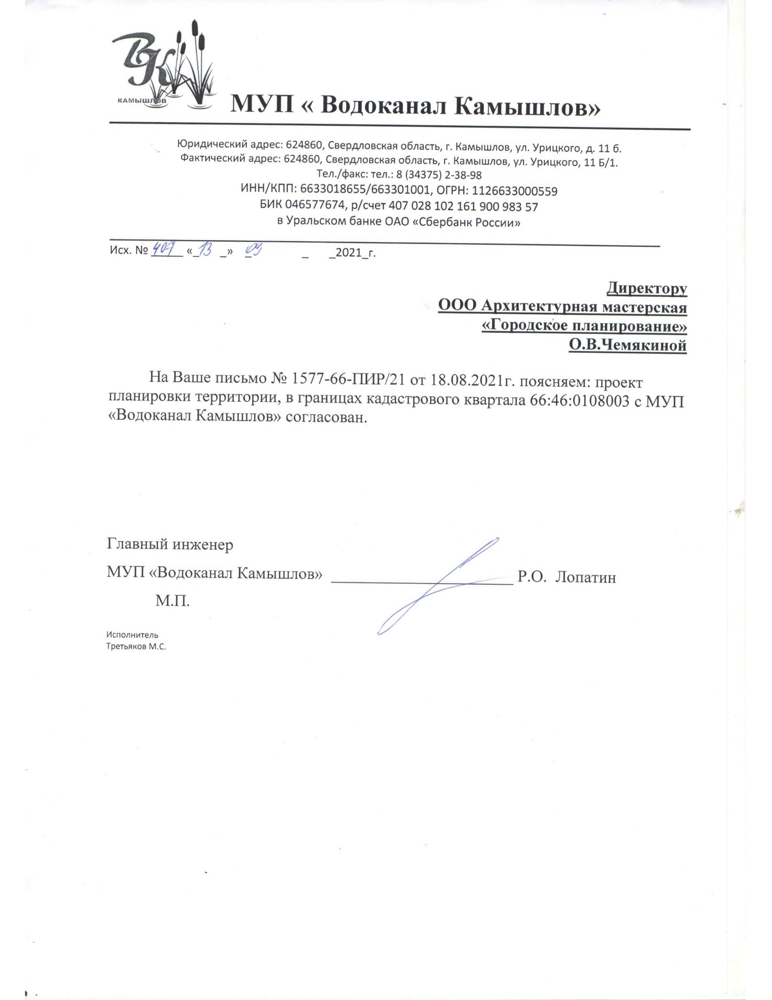 ВК
КАМЫШЛОВ
МУП « Водоканал Камышлов»
Юридический адрес: 624860, Свердловская область, г. Камышлов, ул. Урицкого, д. 11 б.
Фактический адрес: 624860, Свердловская область, г. Камышлов, ул. Урицкого, 11 Б/1.
Тел./факс: тел.: 8 (34375) 2-38-98
ИНН/КПП: 6633018655/663301001, ОГРН: 1126633000559
БИК 046577674, р/счет 407 028 102 161 900 983 57
в Уральском банке ОАО «Сбербанк России»
Исх. № 407 «_13 _» _09 _ _2021_г.
Директору
ООО Архитектурная мастерская
«Городское планирование»
О.В.Чемякиной
На Ваше письмо № 1577-66-ПИР/21 от 18.08.2021г. поясняем: проект
планировки территории, в границах кадастрового квартала 66:46:0108003 с МУП
«Водоканал Камышлов» согласован.
Главный инженер
МУП «Водоканал Камышлов» ______________________ Р.О. Лопатин
М.П.
Исполнитель
Третьяков М.С.